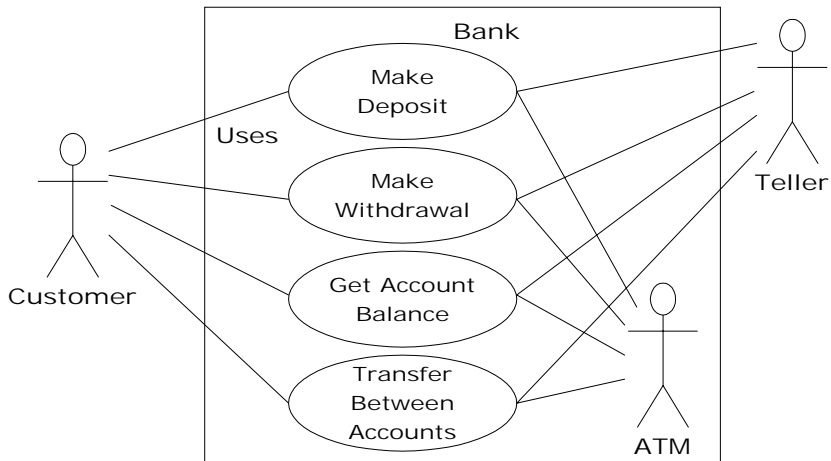 Bank
Make
Deposit
Uses
Make
Withdrawal
Teller
Get Account
Balance
Customer
Transfer
Between
Accounts
ATM